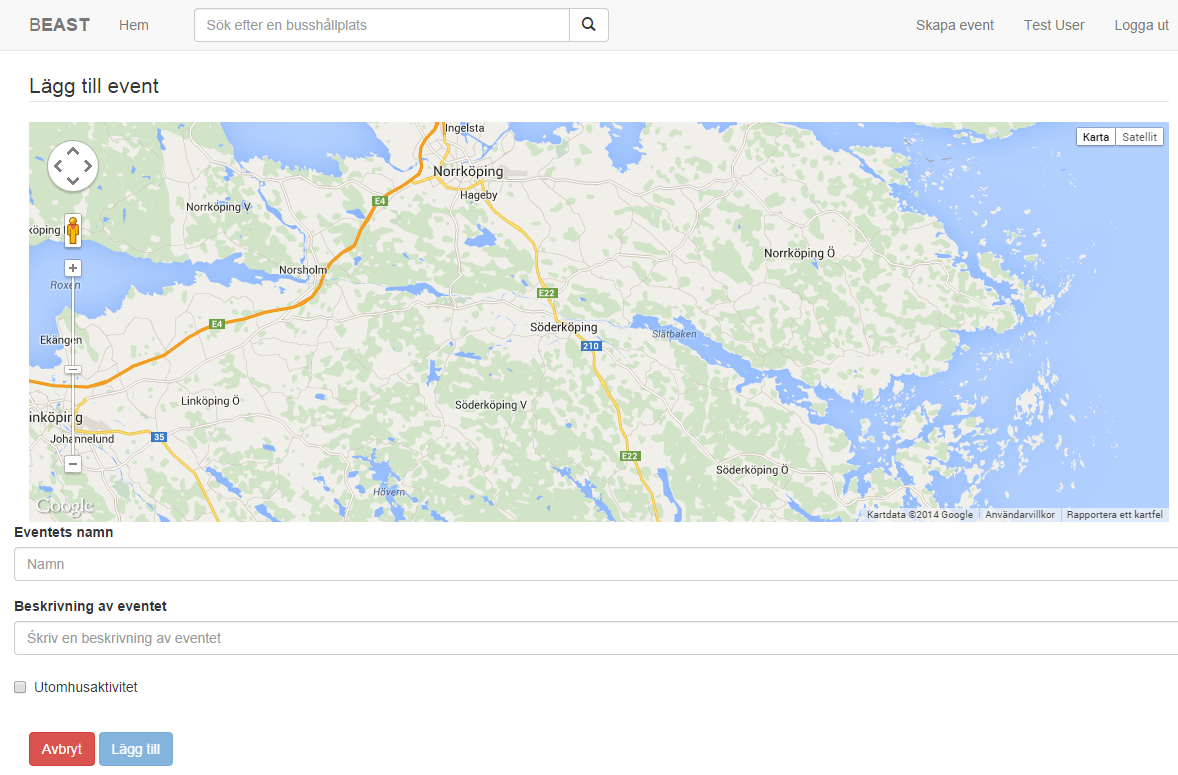 BEAST Hem Sök efter en busshållplats Skapa event Test User Logga ut
Lägg till event
Karta Satellit
Ingelsta
Norrköping
Hageby
E4
Norrköping V
köping
Norrköping Ö
Norsholm
Roxen
E22
E4
Söderköping
Slätbaken
Ekängen
210
Linköping Ö
Söderköping V
inköping
Johannelund
35
E22
Söderköping Ö
Hövern
Google
Kartdata ©2014 Google Användarvillkor Rapportera ett kartfel
Eventets namn
Namn
Beskrivning av eventet
Śkriv en beskrivning av eventet
Utomhusaktivitet
Avbryt Lägg till